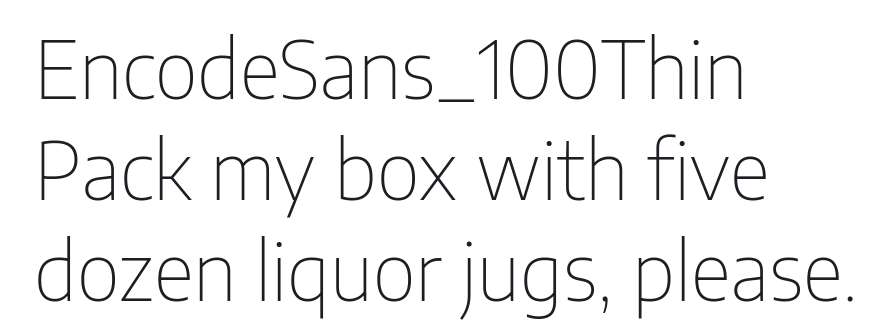 EncodeSans_100Thin
Pack my box with five
dozen liquor jugs, please.